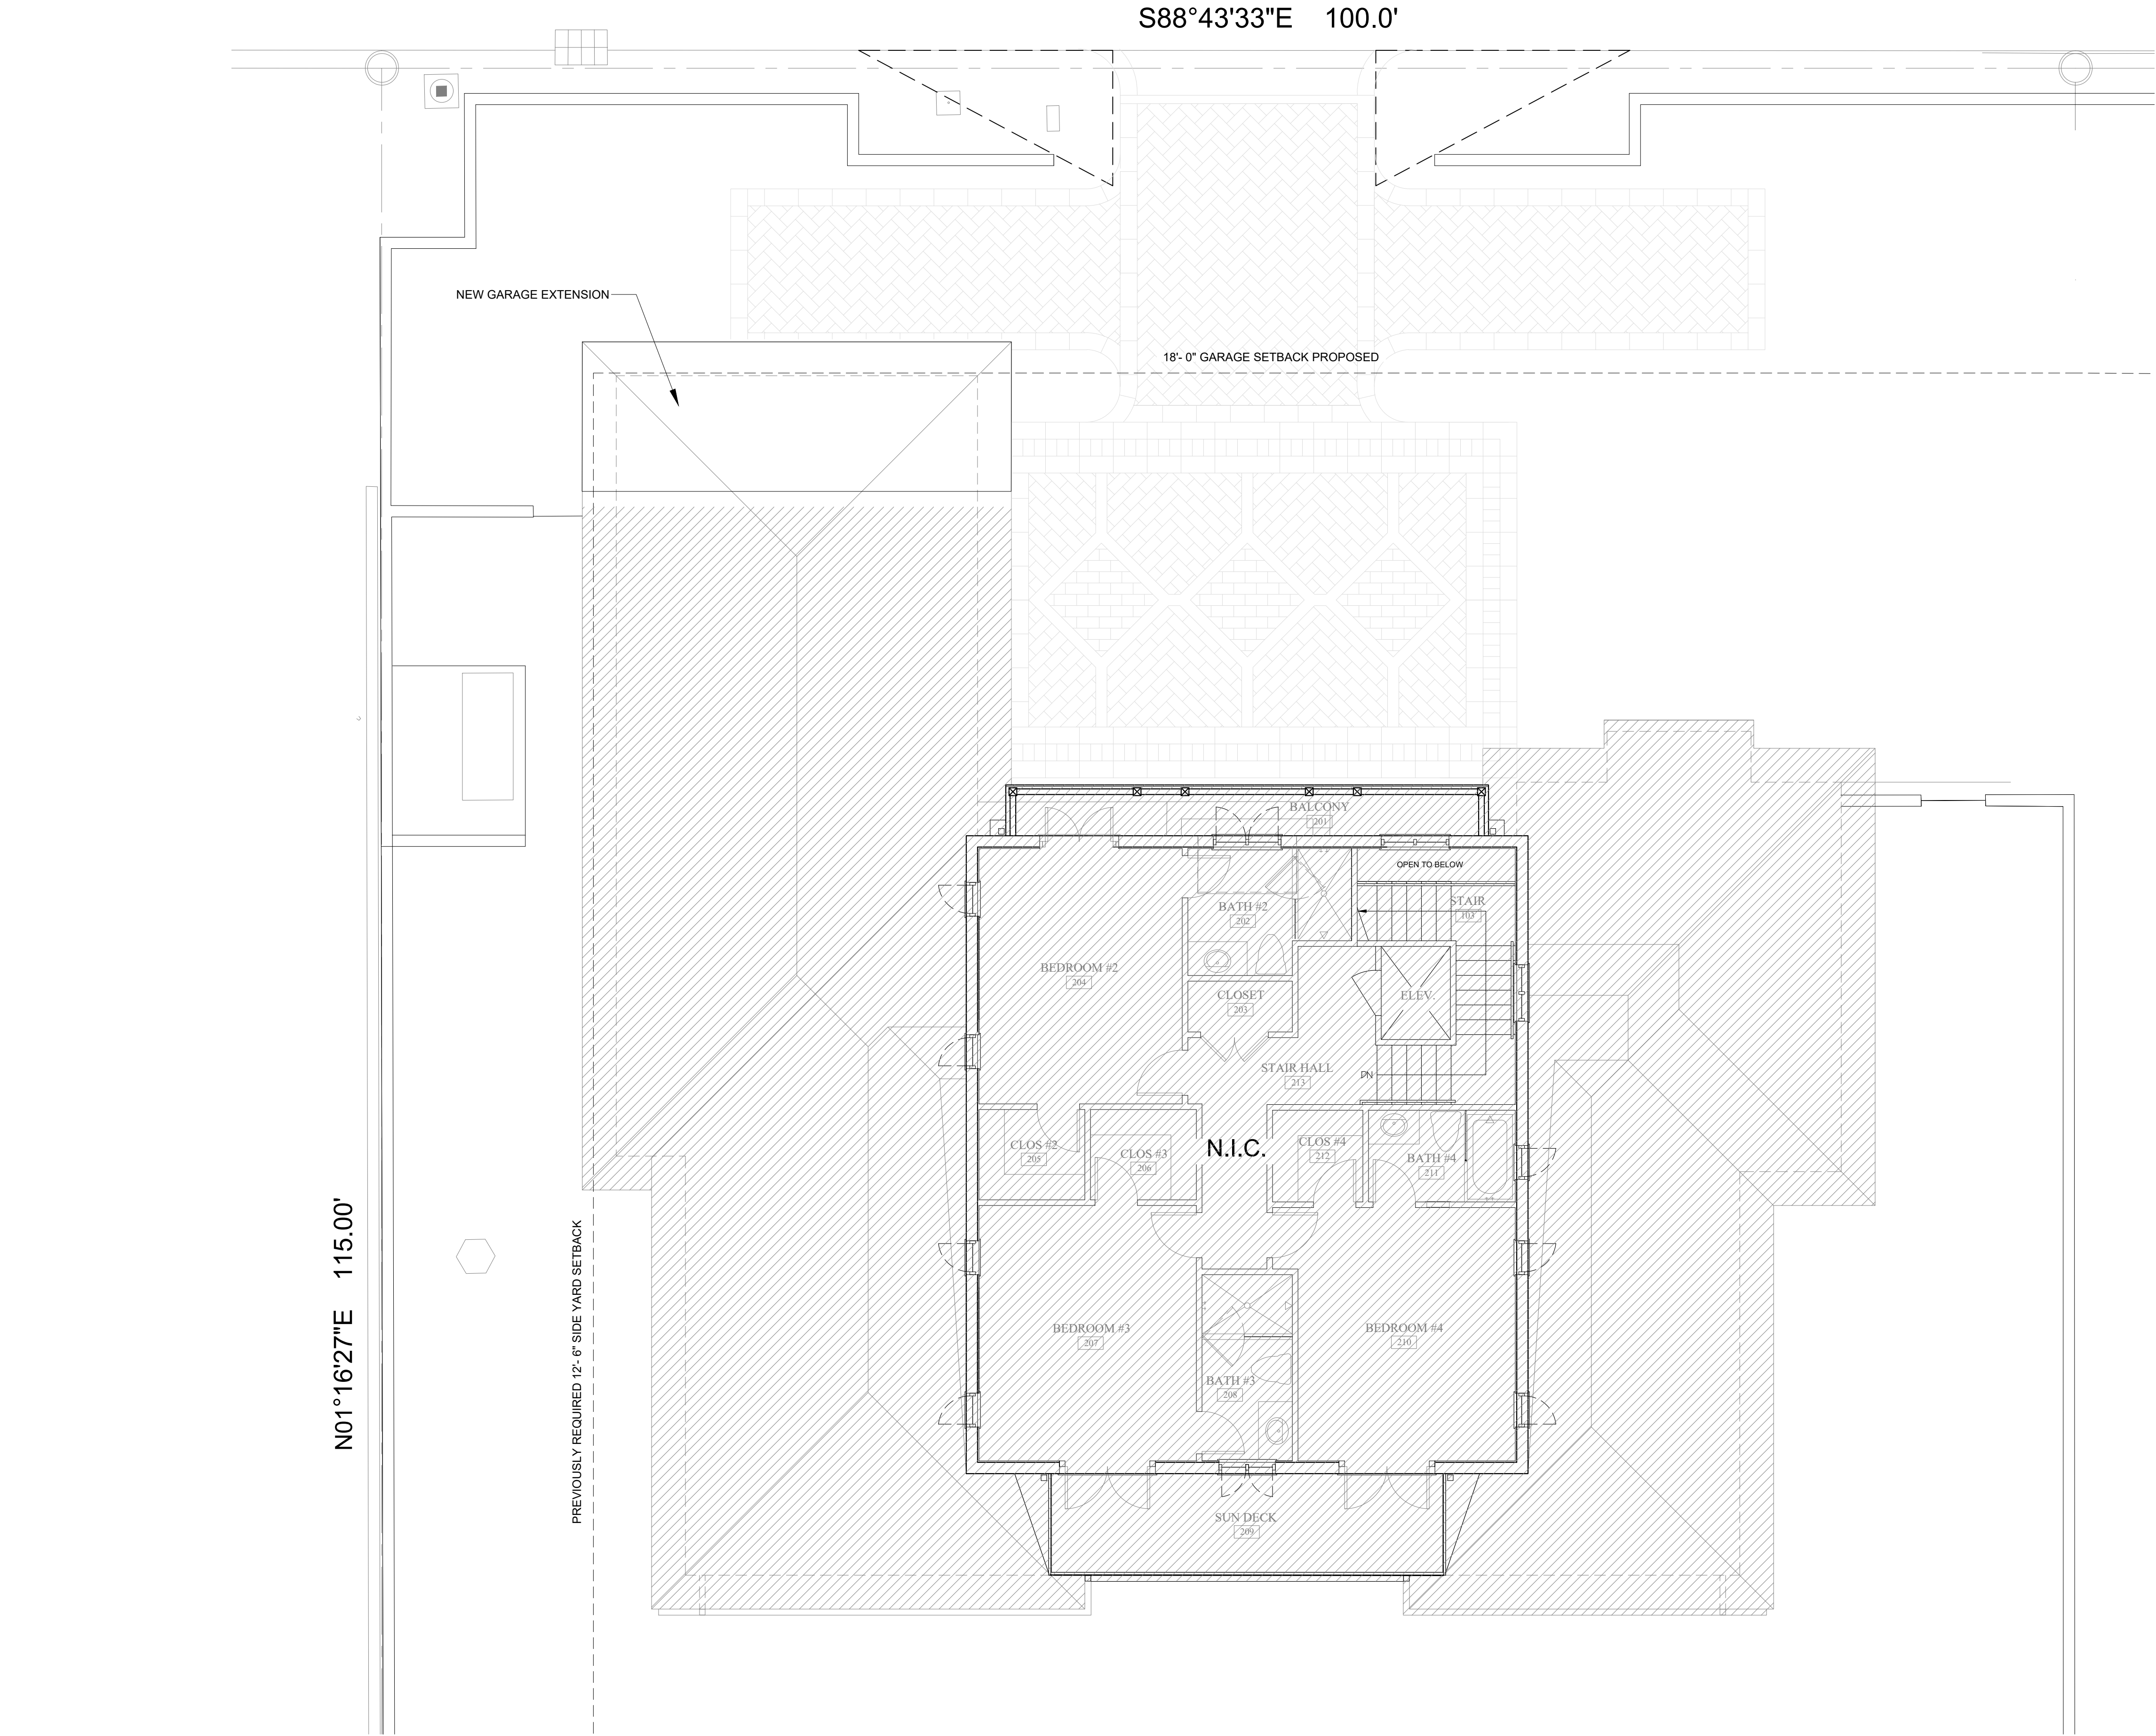 S88°43'33"E 100.0'
NEW GARAGE EXTENSION
18'- 0" GARAGE SETBACK PROPOSED
BALCONY
201
OPEN TO BELOW
BATH #2
202
STAIR
103
BEDROOM #2
204
CLOSET
203
ELEV.
STAIR HALL
213
DN
CLOS #2
205
CLOS #3
206
N.I.C.
CLOS #4
212
BATH #4
211
N01°16'27"E 115.00'
PREVIOUSLY REQUIRED 12'- 6" SIDE YARD SETBACK
BEDROOM #3
207
BEDROOM #4
210
BATH #3
208
SUN DECK
209